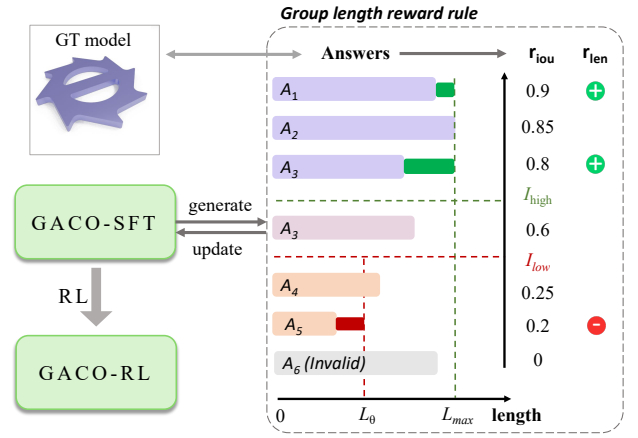 Group length reward rule
GT model
Answers
r_iou
r_len
A_1
0.9
+
A_2
0.85
A_3
0.8
+
I_high
generate
GACO-SFT
A_3
0.6
update
I_low
A_4
0.25
RL
A_5
0.2
-
A_6 (Invalid)
0
GACO-RL
0
L_θ
L_max
length